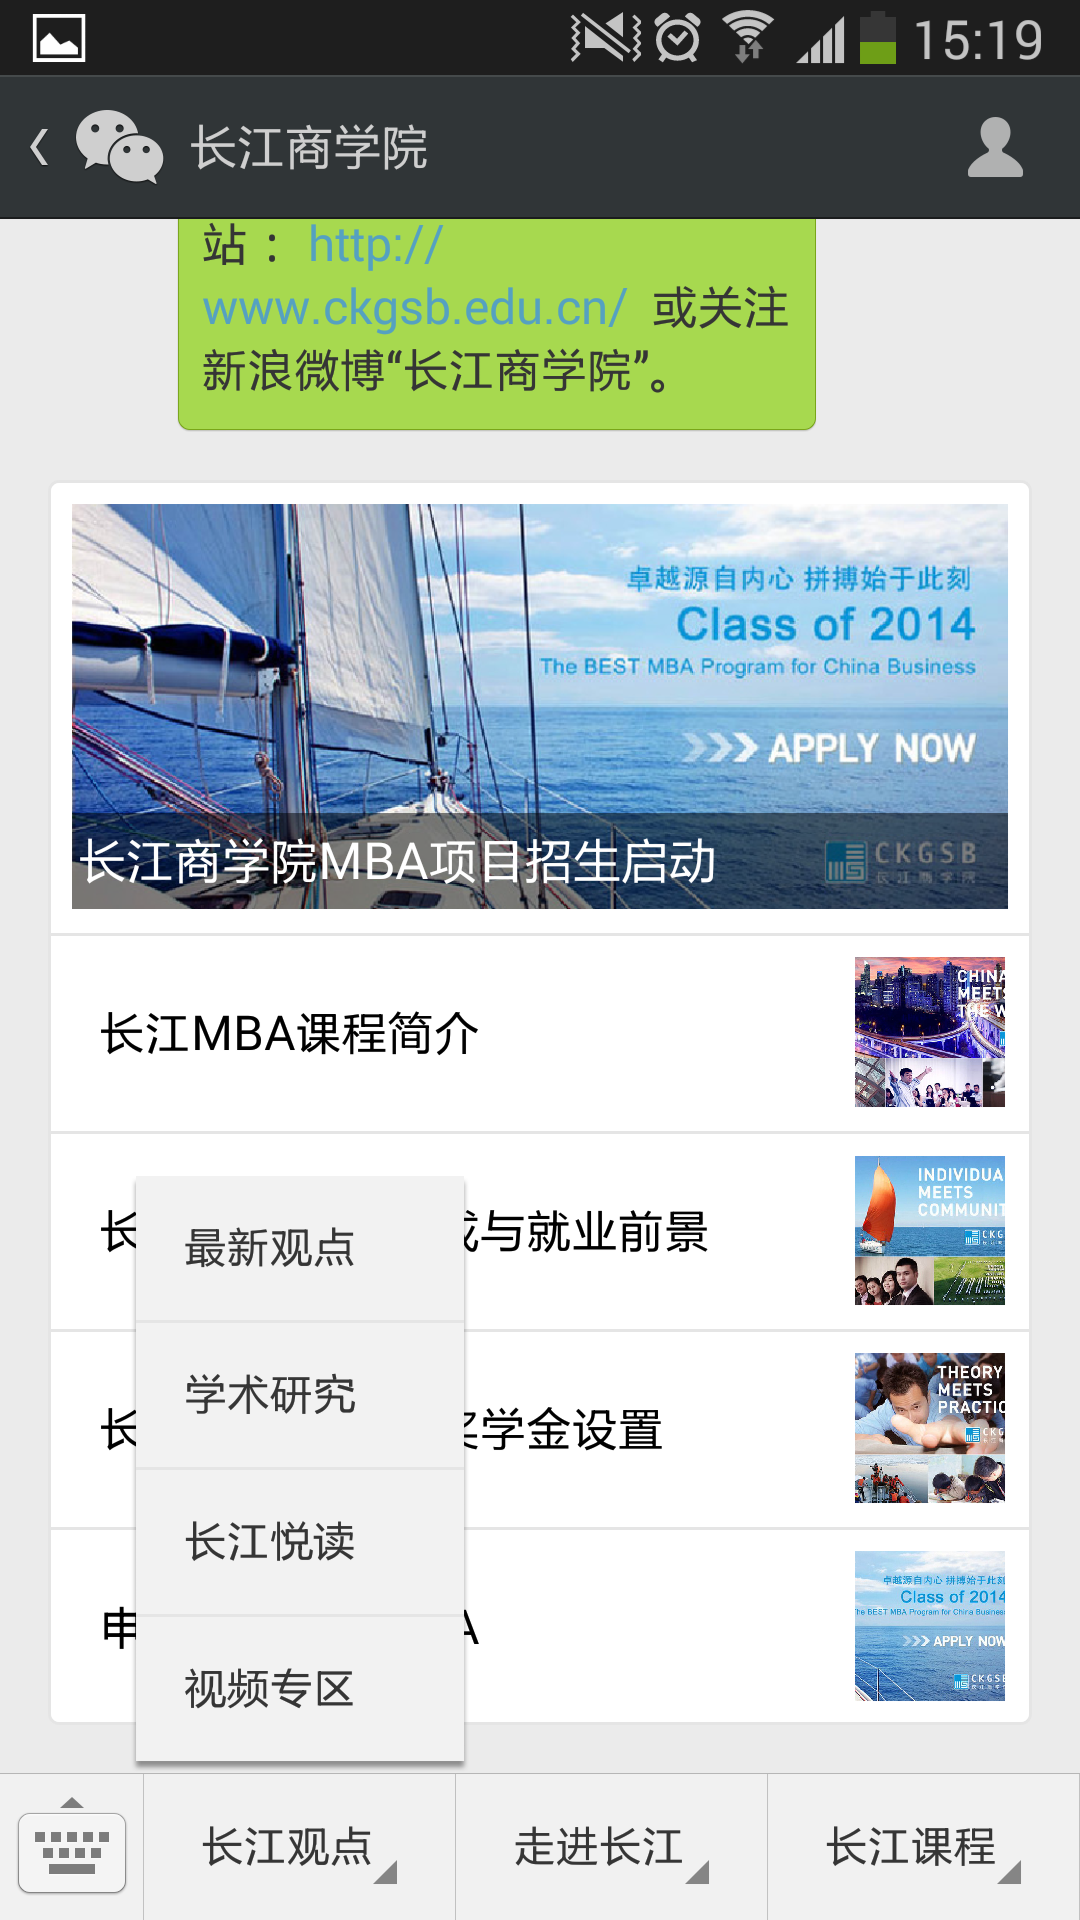 15:19
长江商学院
站： http://
www.ckgsb.edu.cn/ 或关注
新浪微博“长江商学院”。
卓越源自内心 拼搏始于此刻
Class of 2014
The BEST MBA Program for China Business
>>> APPLY NOW
长江商学院MBA项目招生启动
CKGSB
长江商学院
长江MBA课程简介
CHINA
MEETS
THE W
长
与就业前景
INDIVIDUA
MEETS
COMMUNIT
CKG
长
学金设置
THEORY
MEETS
PRACTIC
CKG
申
A
卓越源自内心 拼搏始于此刻
Class of 2014
The BEST MBA Program for China Business
>>> APPLY NOW
CKGSB
最新观点
学术研究
长江悦读
视频专区
长江观点
走进长江
长江课程